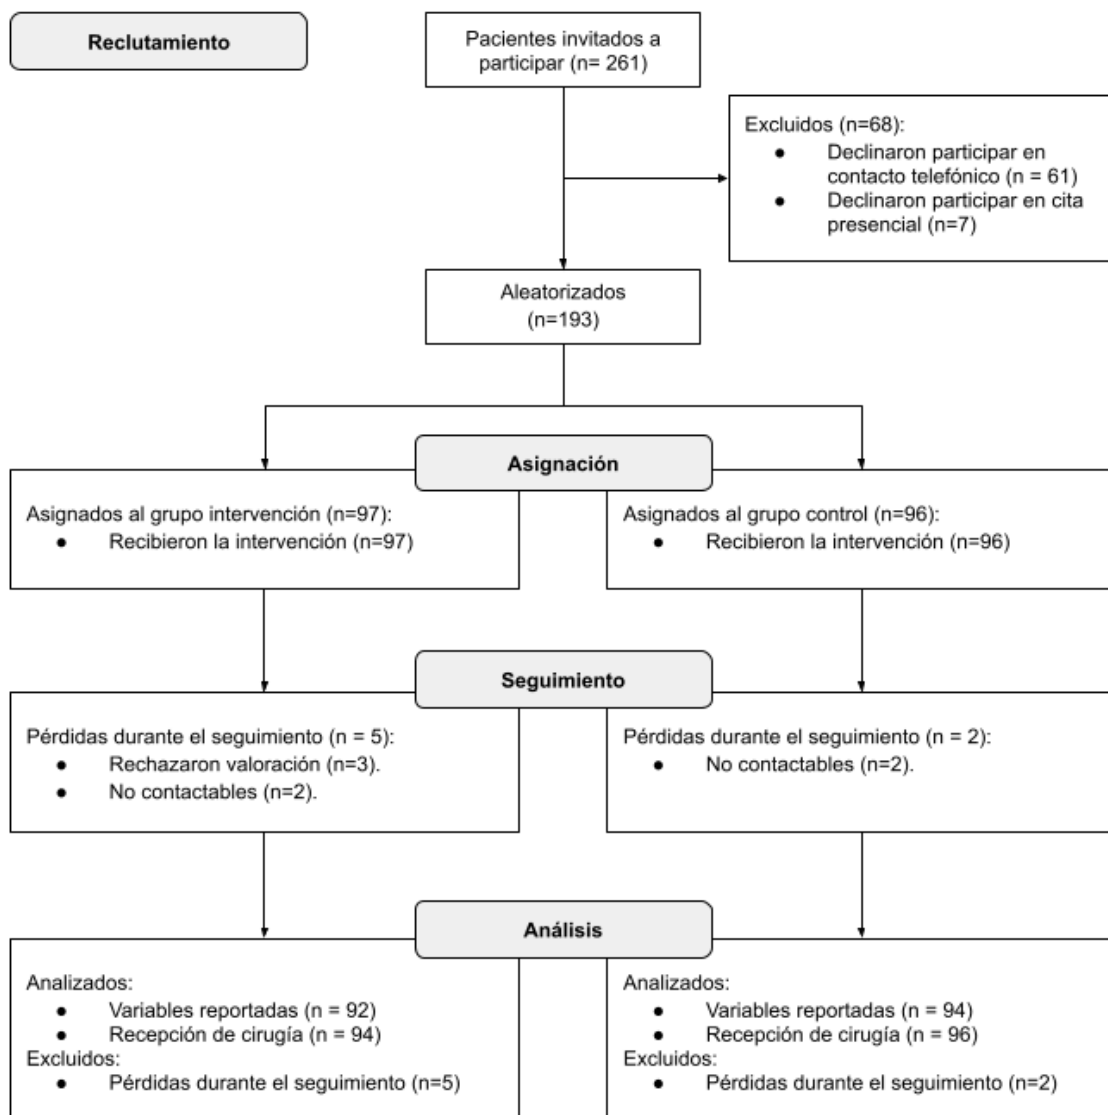 Reclutamiento
Pacientes invitados a
participar (n= 261)
Excluidos (n=68):
● Declinaron participar en
contacto telefónico (n = 61)
● Declinaron participar en cita
presencial (n=7)
Aleatorizados
(n=193)
Asignación
Asignados al grupo intervención (n=97):
● Recibieron la intervención (n=97)
Asignados al grupo control (n=96):
● Recibieron la intervención (n=96)
Seguimiento
Pérdidas durante el seguimiento (n = 5):
● Rechazaron valoración (n=3).
● No contactables (n=2).
Pérdidas durante el seguimiento (n = 2):
● No contactables (n=2).
Análisis
Analizados:
● Variables reportadas (n = 92)
● Recepción de cirugía (n = 94)
Excluidos:
● Pérdidas durante el seguimiento (n=5)
Analizados:
● Variables reportadas (n = 94)
● Recepción de cirugía (n = 96)
Excluidos:
● Pérdidas durante el seguimiento (n=2)